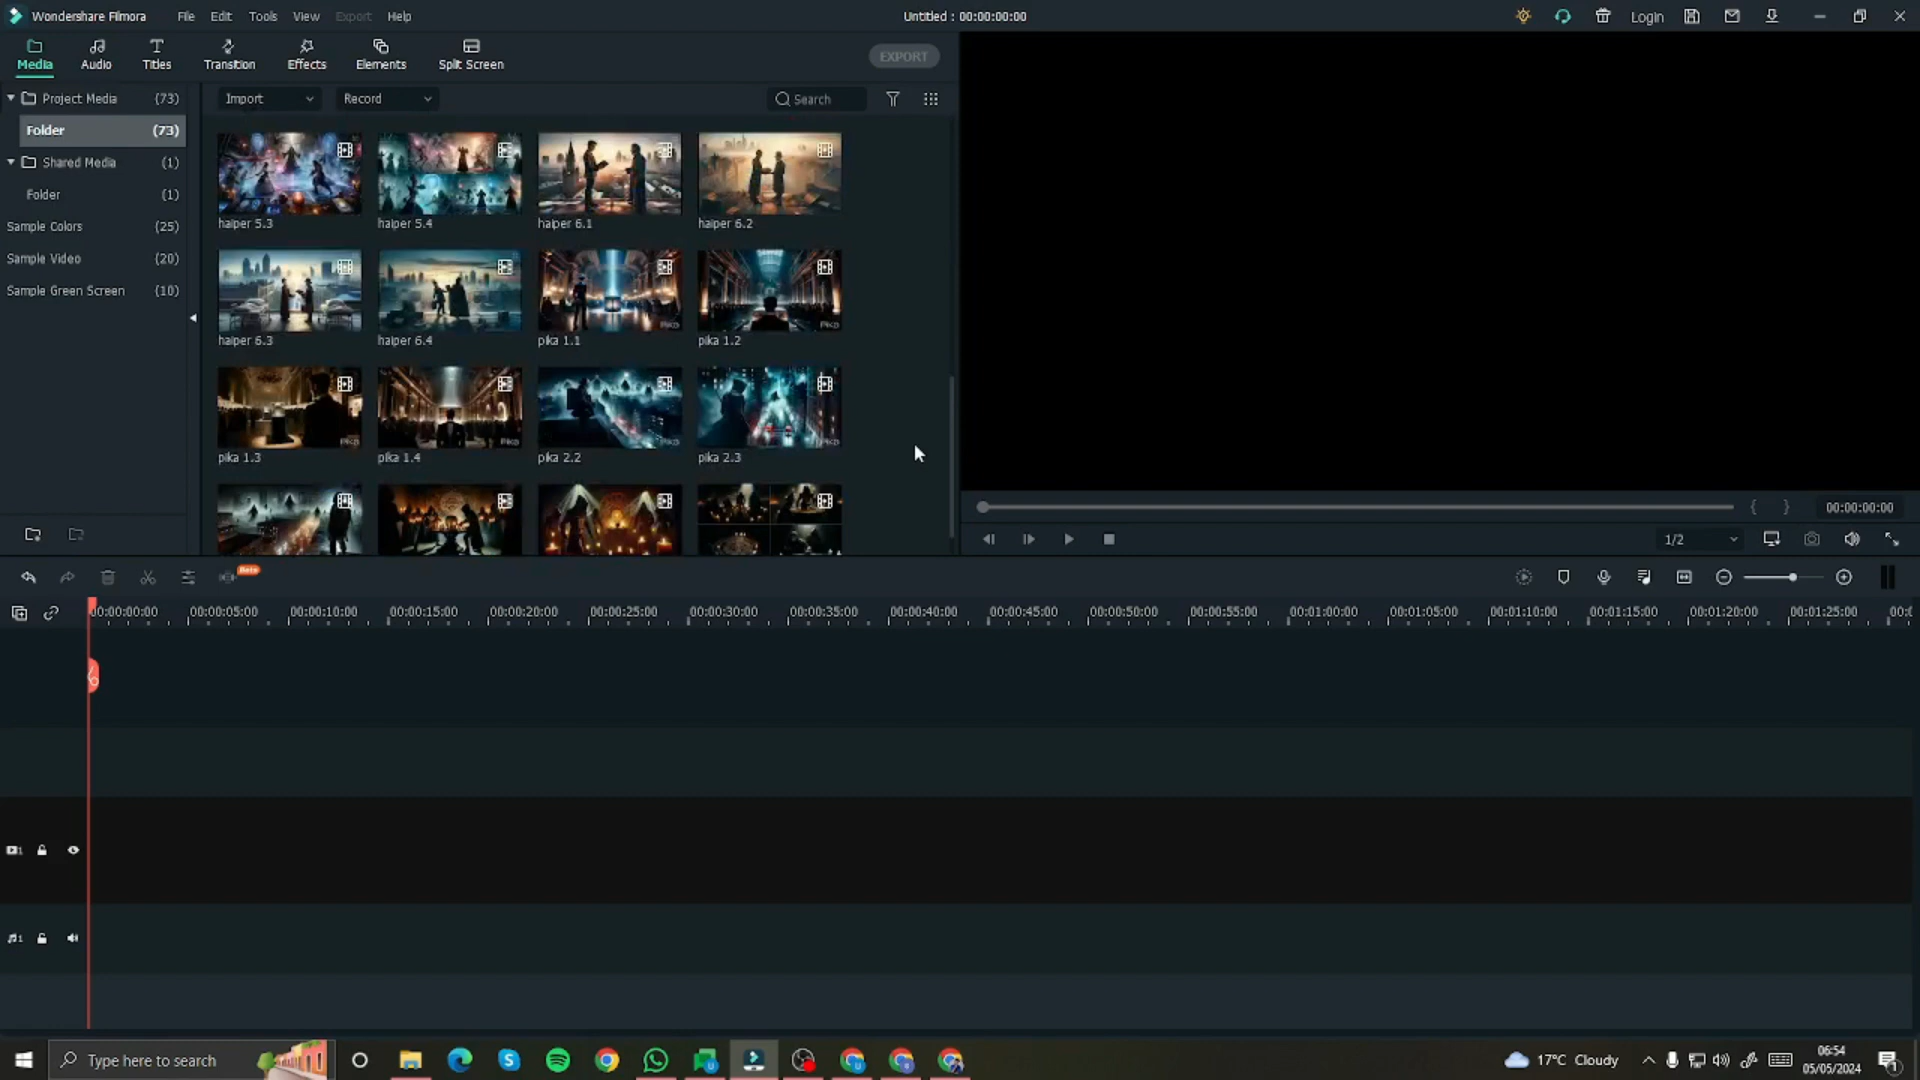 Wondershare Filmora File Edit Tools View Export Help Untitled : 00:00:00:00 Login
Media Audio Titles Transition Effects Elements Split Screen EXPORT
Project Media (73) Import Record Search
Folder (73)
Shared Media (1)
Folder (1)
Sample Colors (25)
Sample Video (20)
Sample Green Screen (10)
haiper 5.3 haiper 5.4 haiper 6.1 haiper 6.2
haiper 6.3 haiper 6.4 pika 1.1 pika 1.2
pika 1.3 pika 1.4 pika 2.2 pika 2.3
00:00:00:00
1/2
Beta
00:00:00:00 00:00:05:00 00:00:10:00 00:00:15:00 00:00:20:00 00:00:25:00 00:00:30:00 00:00:35:00 00:00:40:00 00:00:45:00 00:00:50:00 00:00:55:00 00:01:00:00 00:01:05:00 00:01:10:00 00:01:15:00 00:01:20:00 00:01:25:00
1
1
Type here to search 17°C Cloudy 06:54
05/05/2024